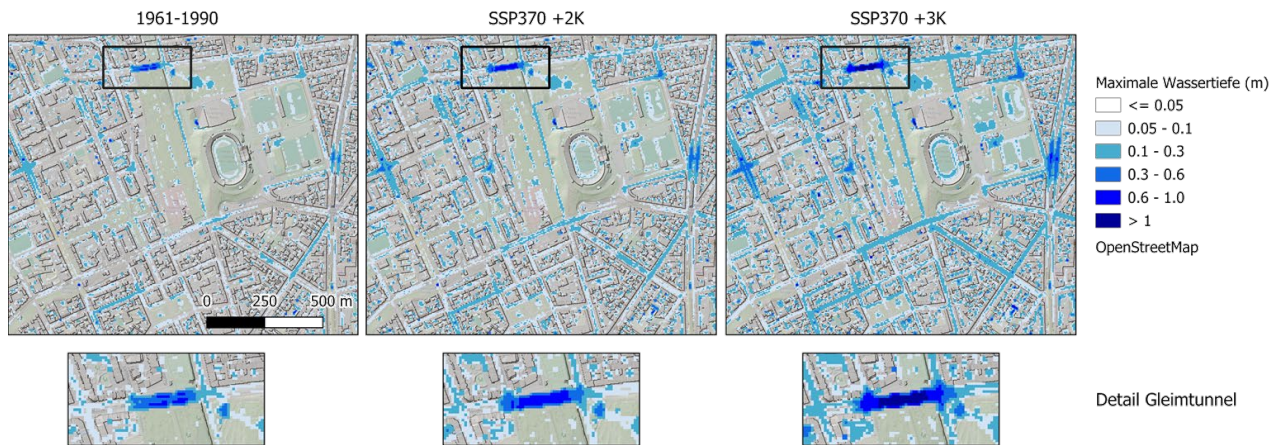 1961-1990
SSP370 +2K
SSP370 +3K
0 250 500 m
Maximale Wassertiefe (m)
<= 0.05
0.05 - 0.1
0.1 - 0.3
0.3 - 0.6
0.6 - 1.0
> 1
OpenStreetMap
Detail Gleimtunnel